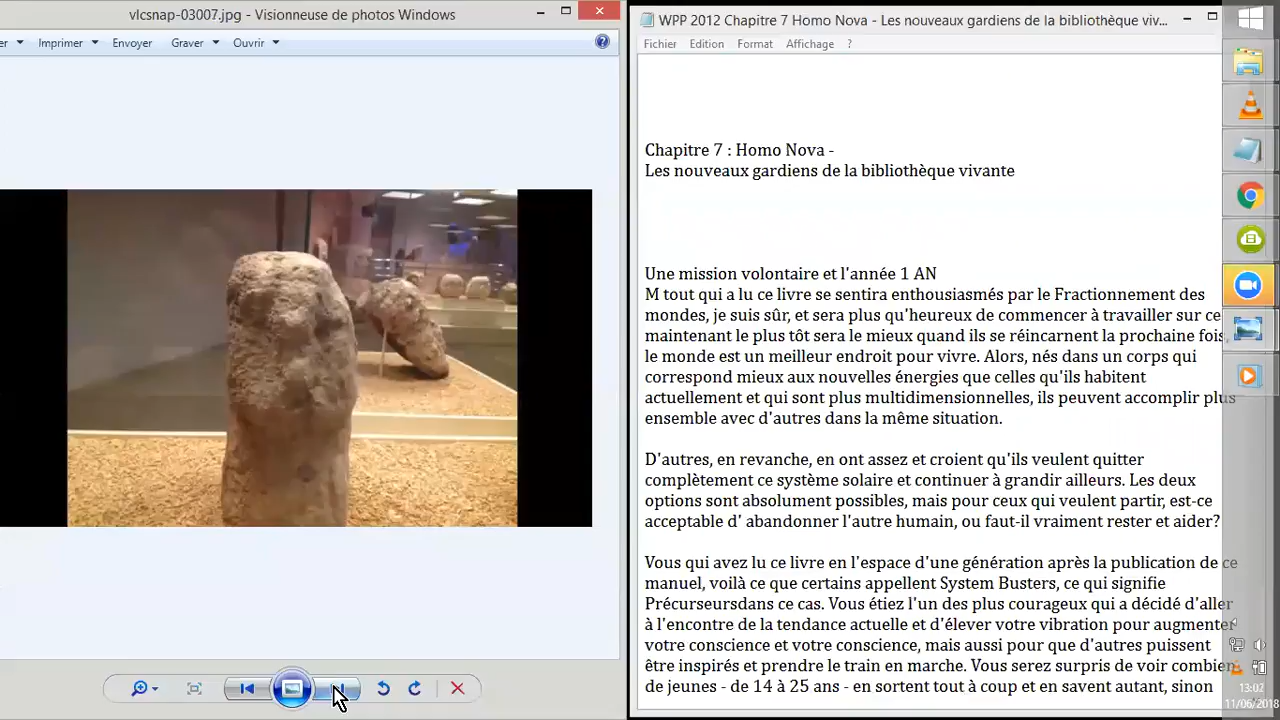 vlcsnap-03007.jpg - Visionneuse de photos Windows
Imprimer Envoyer Graver Ouvrir
WPP 2012 Chapitre 7 Homo Nova - Les nouveaux gardiens de la bibliothèque viv...
Fichier Edition Format Affichage ?
Chapitre 7 : Homo Nova -
Les nouveaux gardiens de la bibliothèque vivante
Une mission volontaire et l'année 1 AN
M tout qui a lu ce livre se sentira enthousiasmés par le Fractionnement des
mondes, je suis sûr, et sera plus qu'heureux de commencer à travailler sur ce
maintenant le plus tôt sera le mieux quand ils se réincarnent la prochaine fois,
le monde est un meilleur endroit pour vivre. Alors, nés dans un corps qui
correspond mieux aux nouvelles énergies que celles qu'ils habitent
actuellement et qui sont plus multidimensionnelles, ils peuvent accomplir plus
ensemble avec d'autres dans la même situation.
D'autres, en revanche, en ont assez et croient qu'ils veulent quitter
complètement ce système solaire et continuer à grandir ailleurs. Les deux
options sont absolument possibles, mais pour ceux qui veulent partir, est-ce
acceptable d' abandonner l'autre humain, ou faut-il vraiment rester et aider?
Vous qui avez lu ce livre en l'espace d'une génération après la publication de ce
manuel, voilà ce que certains appellent System Busters, ce qui signifie
Précurseursdans ce cas. Vous étiez l'un des plus courageux qui a décidé d'aller
à l'encontre de la tendance actuelle et d'élever votre vibration pour augmenter
votre conscience et votre conscience, mais aussi pour que d'autres puissent
être inspirés et prendre le train en marche. Vous serez surpris de voir combien
de jeunes - de 14 à 25 ans - en sortent tout à coup et en savent autant, sinon
13:02
11/06/2018